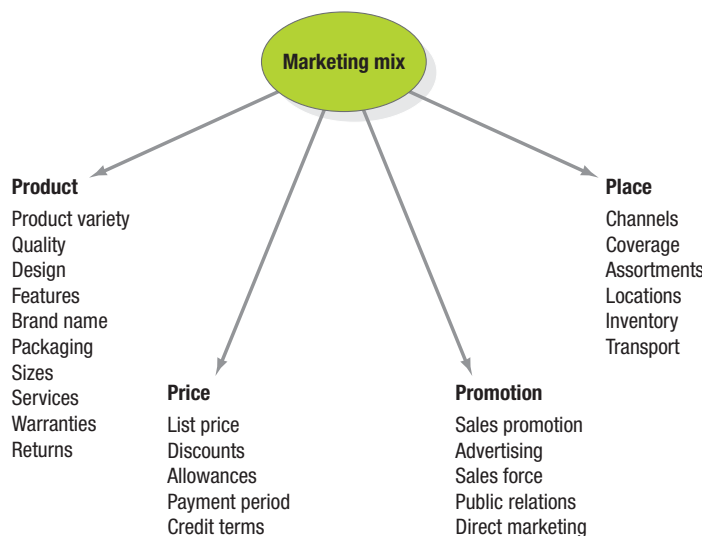 Marketing mix
Product
Product variety
Quality
Design
Features
Brand name
Packaging
Sizes
Services
Warranties
Returns
Price
List price
Discounts
Allowances
Payment period
Credit terms
Promotion
Sales promotion
Advertising
Sales force
Public relations
Direct marketing
Place
Channels
Coverage
Assortments
Locations
Inventory
Transport